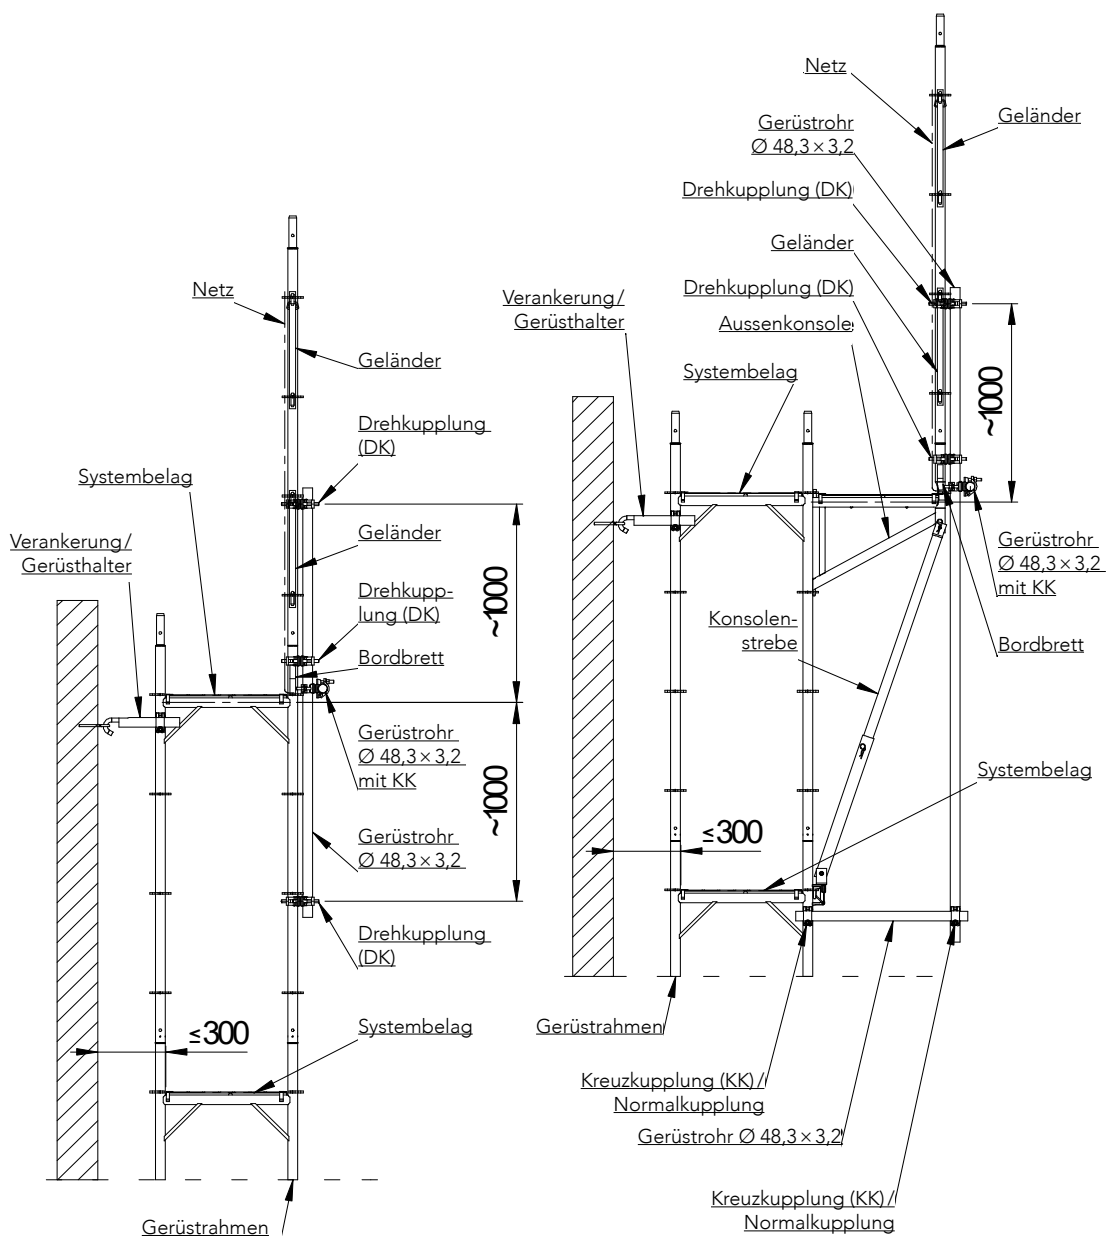 Netz
Geländer
Drehkupplung
(DK)
Systembelag
Geländer
Verankerung/
Gerüsthalter
Drehkupp-
lung (DK)
~1000
Bordbrett
Gerüstrohr
Ø 48,3 × 3,2
mit KK
~1000
Gerüstrohr
Ø 48,3 × 3,2
Drehkupplung
(DK)
≤300
Systembelag
Gerüstrahmen
Netz
Geländer
Gerüstrohr
Ø 48,3 × 3,2
Drehkupplung (DK)
Geländer
Drehkupplung (DK)
Verankerung/
Gerüsthalter
Aussenkonsole
Systembelag
~1000
Gerüstrohr
Ø 48,3 × 3,2
mit KK
Konsolen-
strebe
Bordbrett
Systembelag
≤300
Gerüstrahmen
Kreuzkupplung (KK)/
Normalkupplung
Gerüstrohr Ø 48,3 × 3,2
Kreuzkupplung (KK)/
Normalkupplung